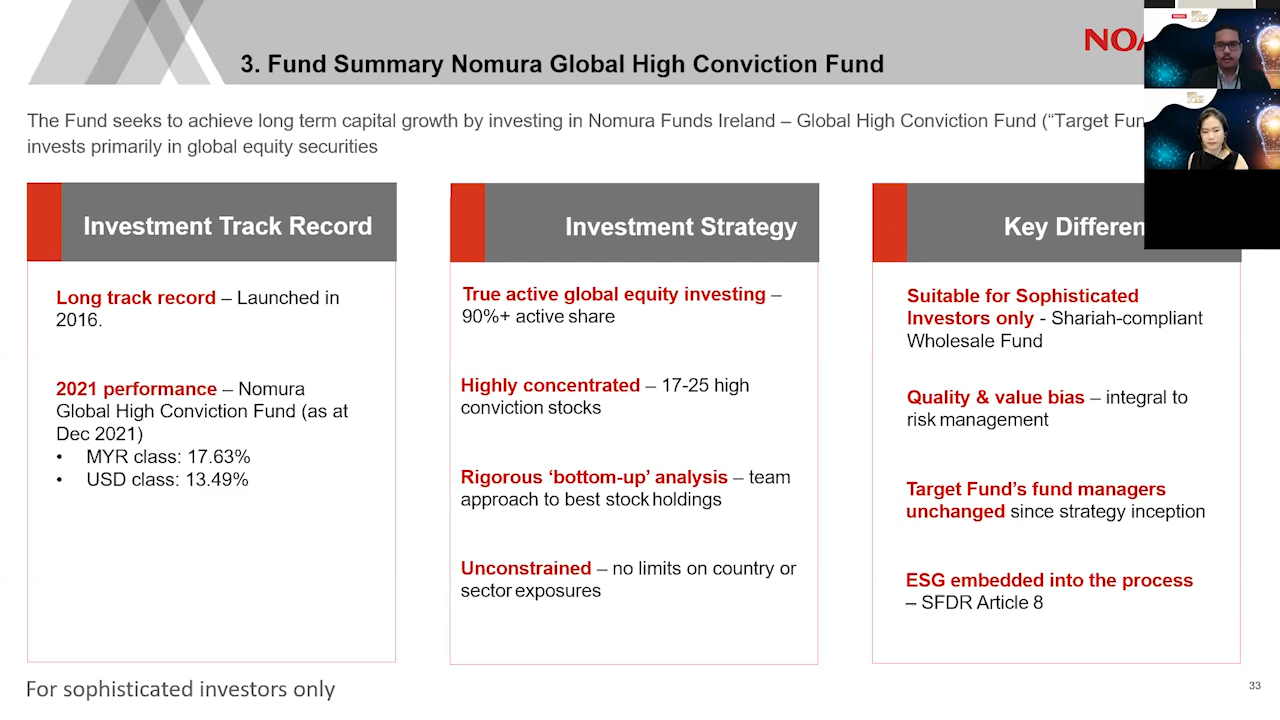 3. Fund Summary Nomura Global High Conviction Fund
The Fund seeks to achieve long term capital growth by investing in Nomura Funds Ireland – Global High Conviction Fund (“Target
invests primarily in global equity securities
Investment Track Record
Long track record – Launched in
2016.
2021 performance – Nomura
Global High Conviction Fund (as at
Dec 2021)
• MYR class: 17.63%
• USD class: 13.49%
Investment Strategy
True active global equity investing –
90%+ active share
Highly concentrated – 17-25 high
conviction stocks
Rigorous ‘bottom-up’ analysis – team
approach to best stock holdings
Unconstrained – no limits on country or
sector exposures
Key
Suitable for Sophisticated
Investors only - Shariah-compliant
Wholesale Fund
Quality & value bias – integral to
risk management
Target Fund’s fund managers
unchanged since strategy inception
ESG embedded into the process
– SFDR Article 8
For sophisticated investors only
33